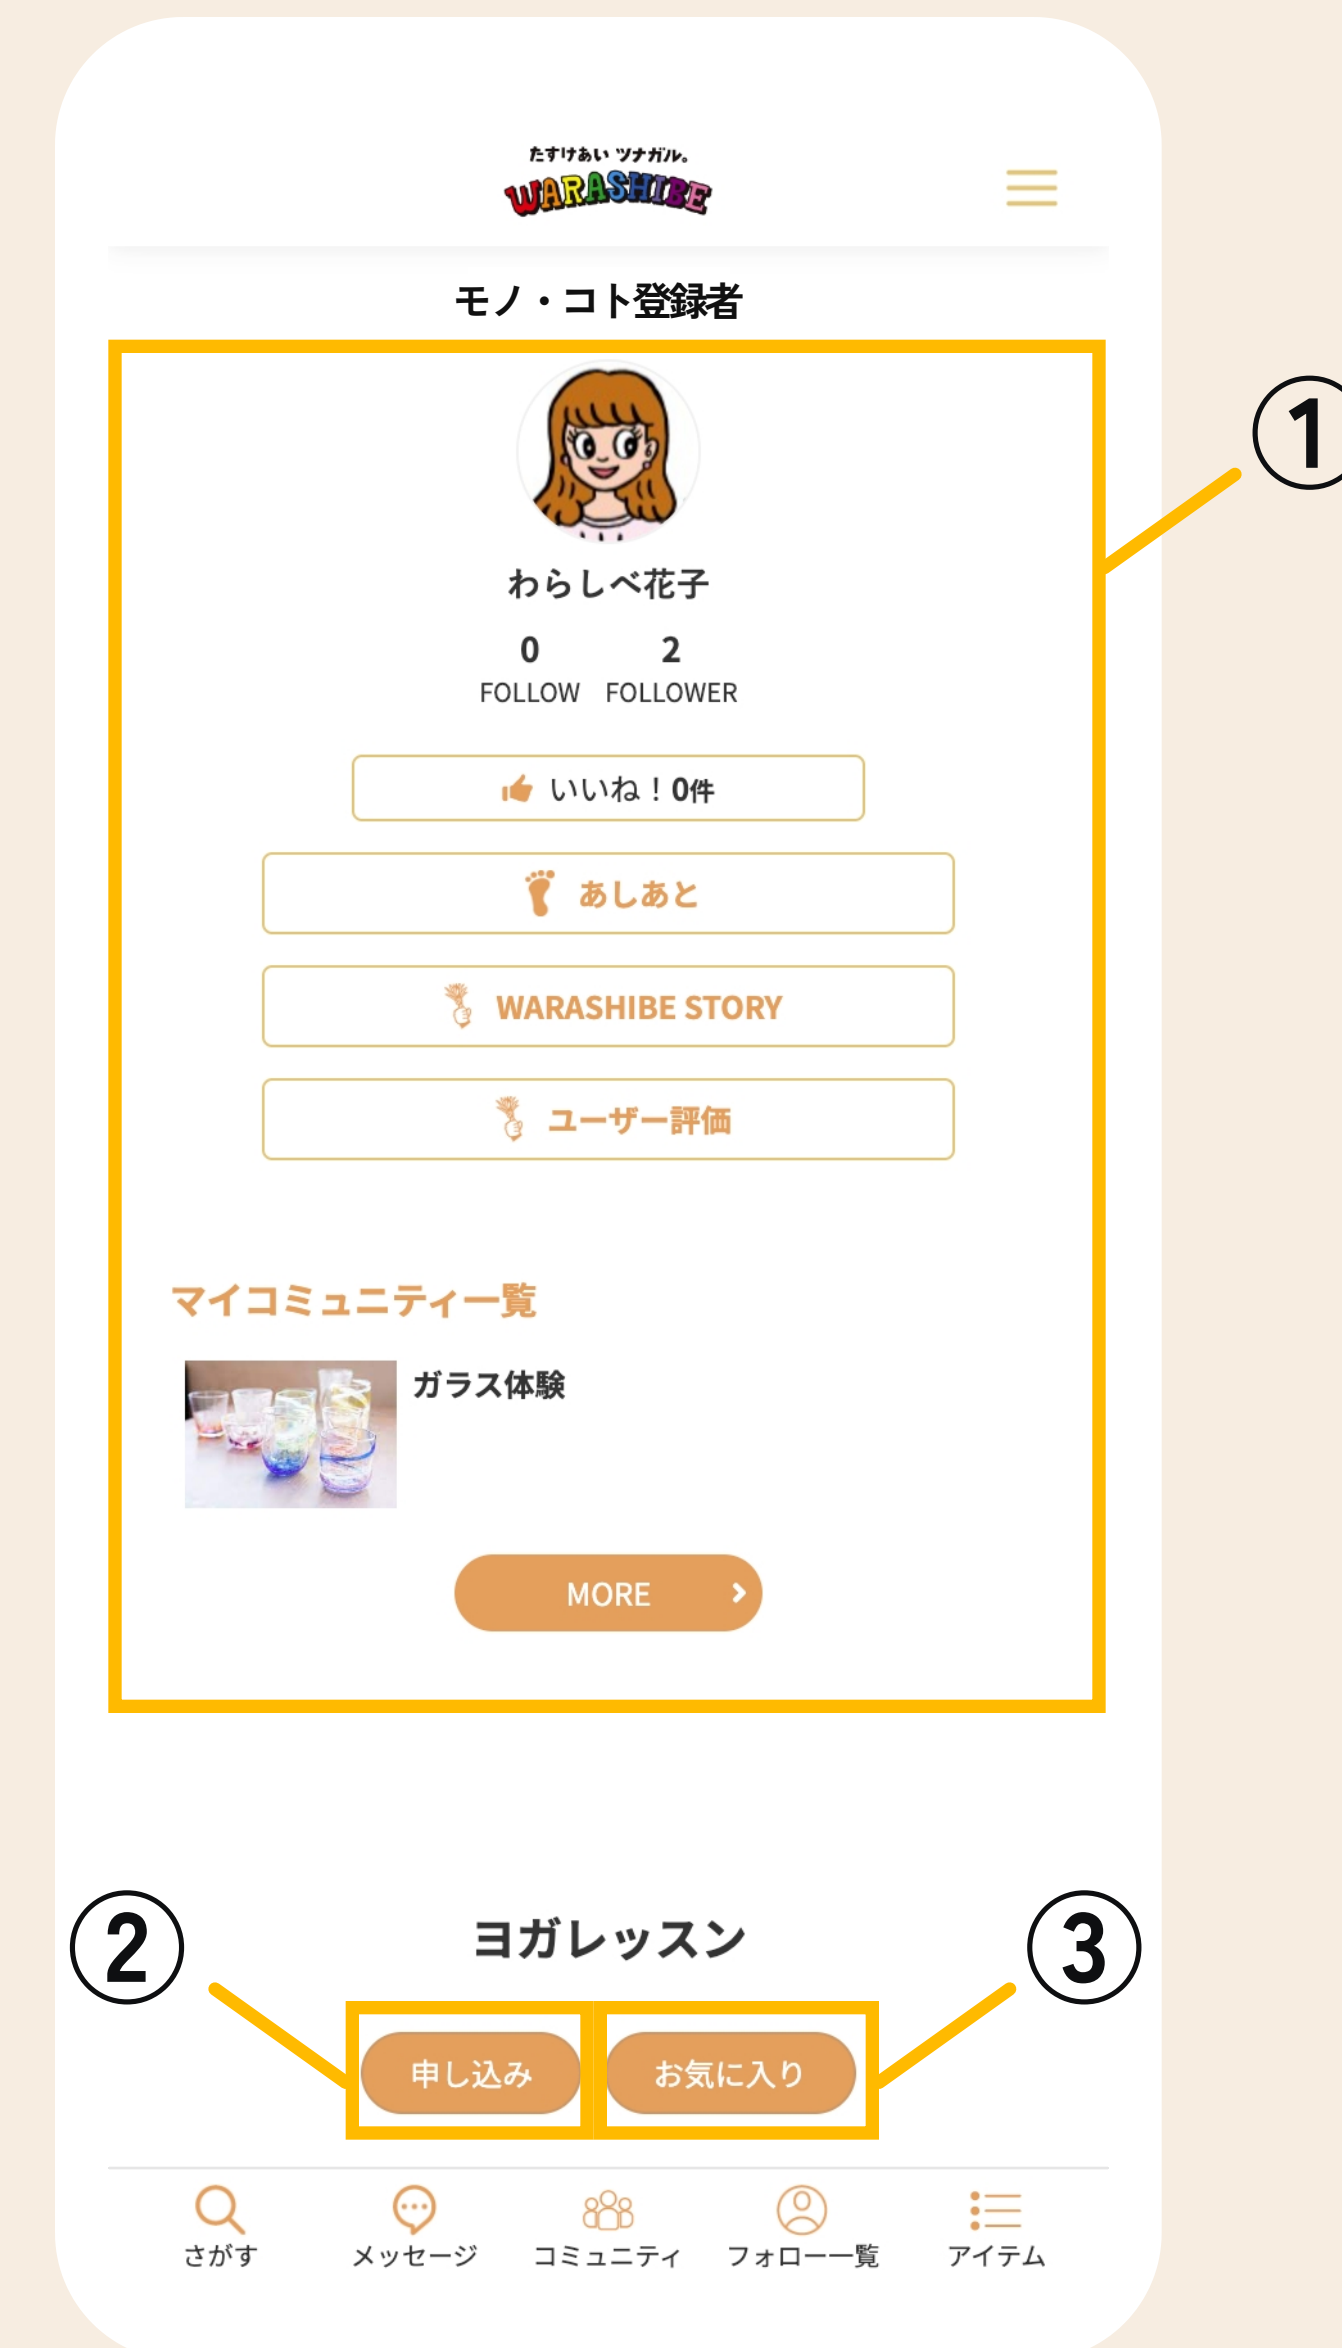 たすけあい ツナガル。
WARASHIBE
モノ・コト登録者
①
わらしべ花子
0 2
FOLLOW FOLLOWER
いいね！0件
あしあと
WARASHIBE STORY
ユーザー評価
マイコミュニティ一覧
ガラス体験
MORE
② ヨガレッスン ③
申し込み お気に入り
さがす メッセージ コミュニティ フォロー一覧 アイテム